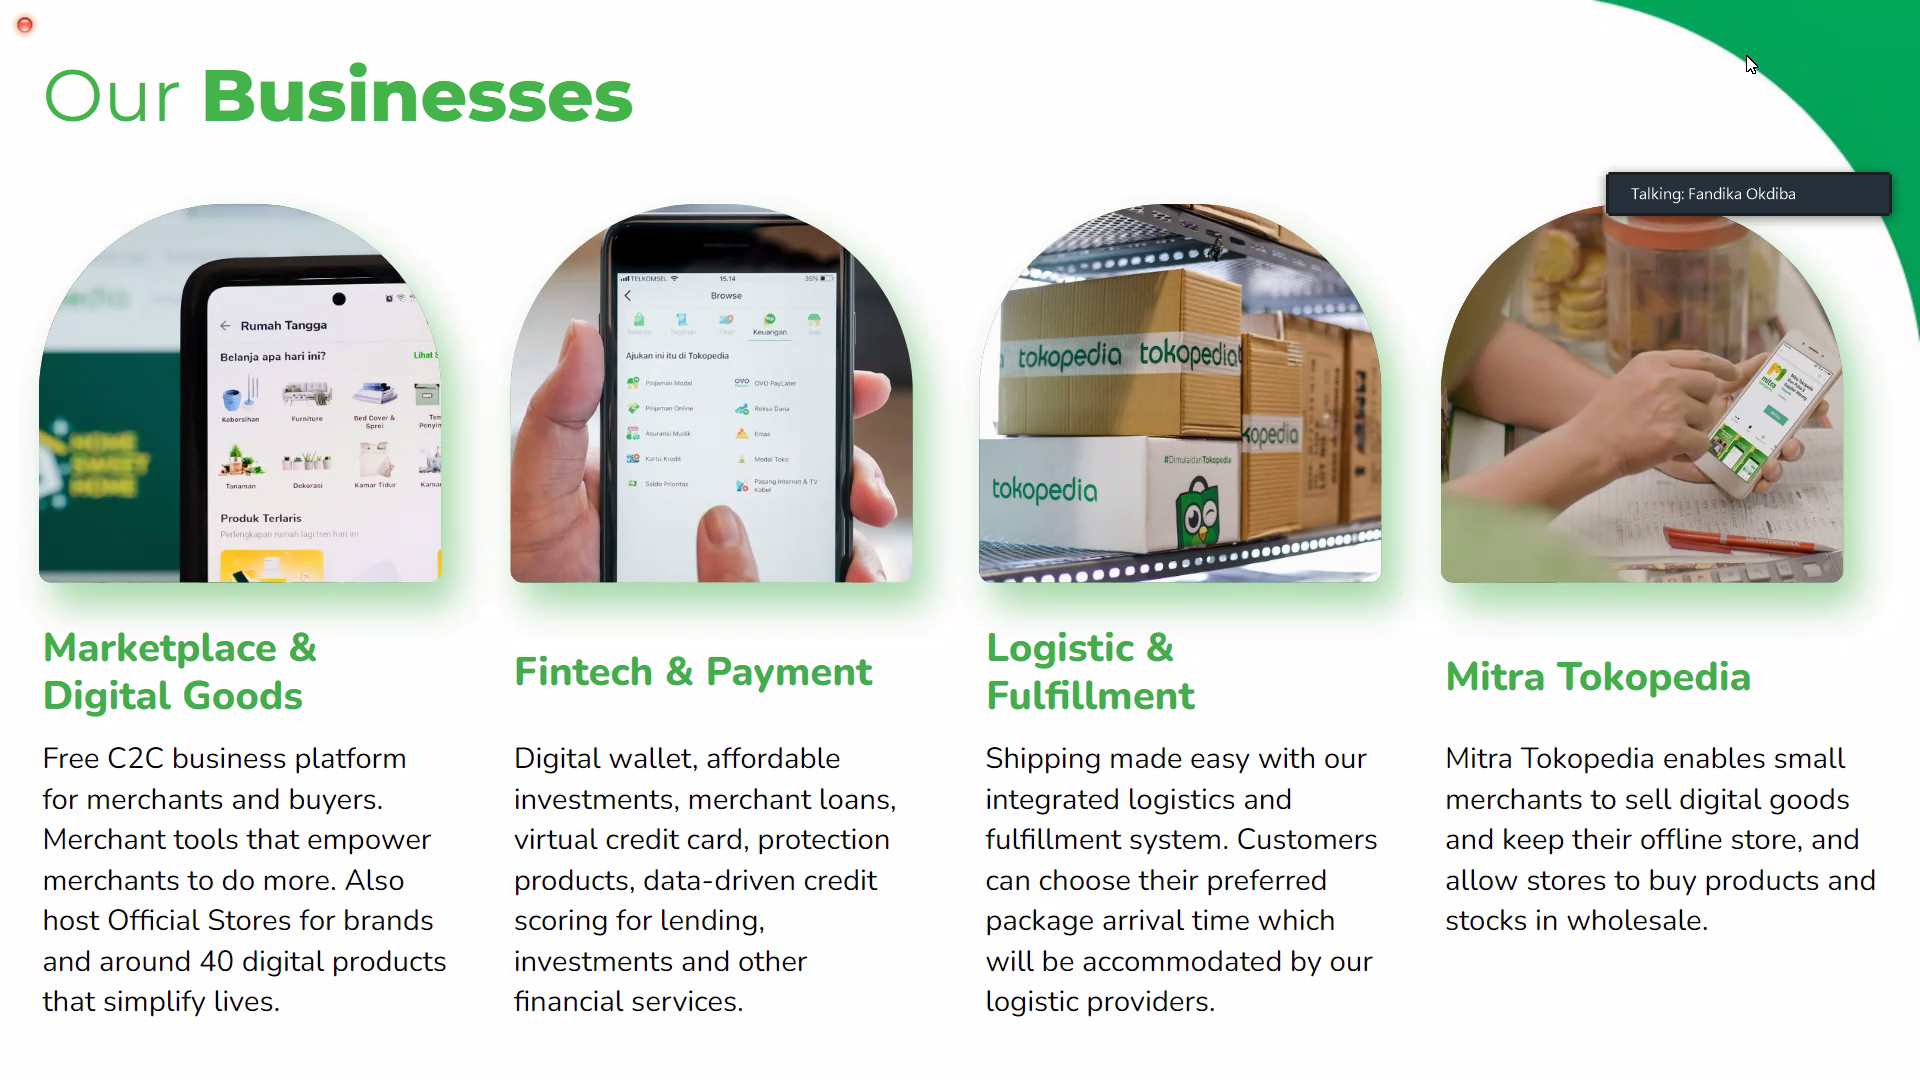 Our Businesses
Talking: Fandika Okdiba
Rumah Tangga
Belanja apa hari ini?
Lihat S
Kebersihan
Furniture
Bed Cover &
Sprei
Tanaman
Dekorasi
Kamar Tidur
Produk Terlaris
Perlengkapan rumah lagi tren hari ini
TELKOMSEL
15.14
35%
Browse
Keuangan
Ajukan ini itu di Tokopedia
Pinjaman Modal
OVO PayLater
Pinjaman Online
Reksa Dana
Asuransi Mudik
Emas
Kartu Kredit
Modal Toko
Saldo Prioritas
Pasang Internet & TV
Kabel
tokopedia tokopedia
kopedia
#DimulaidariTokopedia
tokopedia
mitra
HOME
SWEET
HOME
Marketplace &
Digital Goods
Free C2C business platform
for merchants and buyers.
Merchant tools that empower
merchants to do more. Also
host Official Stores for brands
and around 40 digital products
that simplify lives.
Fintech & Payment
Digital wallet, affordable
investments, merchant loans,
virtual credit card, protection
products, data-driven credit
scoring for lending,
investments and other
financial services.
Logistic &
Fulfillment
Shipping made easy with our
integrated logistics and
fulfillment system. Customers
can choose their preferred
package arrival time which
will be accommodated by our
logistic providers.
Mitra Tokopedia
Mitra Tokopedia enables small
merchants to sell digital goods
and keep their offline store, and
allow stores to buy products and
stocks in wholesale.